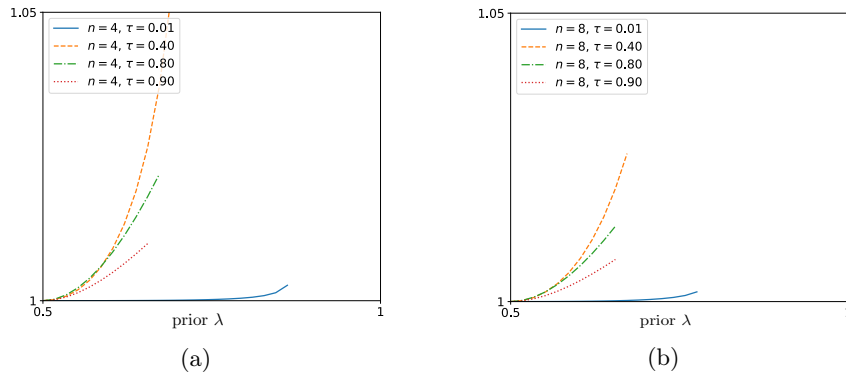 1.05
n = 4, τ = 0.01
n = 4, τ = 0.40
n = 4, τ = 0.80
n = 4, τ = 0.90
1
0.5
prior λ
1
(a)
1.05
n = 8, τ = 0.01
n = 8, τ = 0.40
n = 8, τ = 0.80
n = 8, τ = 0.90
1
0.5
prior λ
(b)